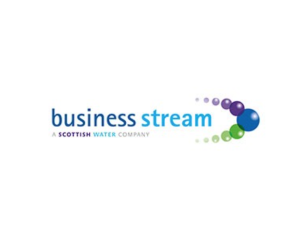 business stream
A SCOTTISH WATER COMPANY